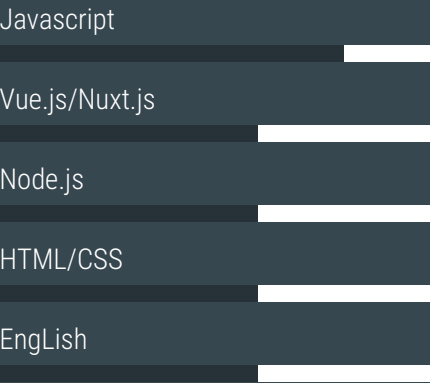 Javascript
Vue.js/Nuxt.js
Node.js
HTML/CSS
EngLish